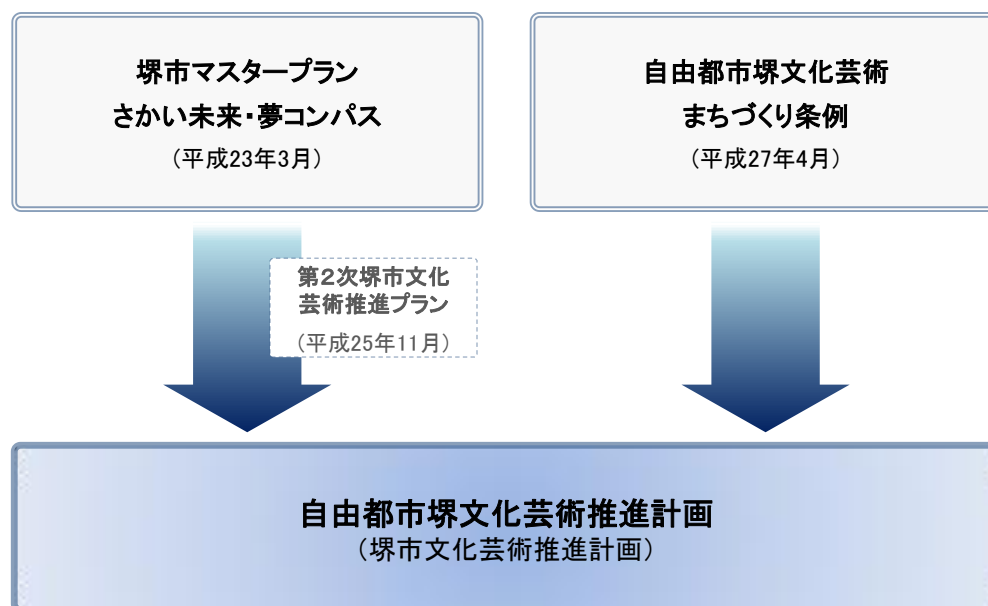 堺市マスタープラン
さかい未来・夢コンパス
（平成23年3月）
自由都市堺文化芸術
まちづくり条例
（平成27年4月）
第２次堺市文化
芸術推進プラン
（平成25年11月）
自由都市堺文化芸術推進計画
（堺市文化芸術推進計画）